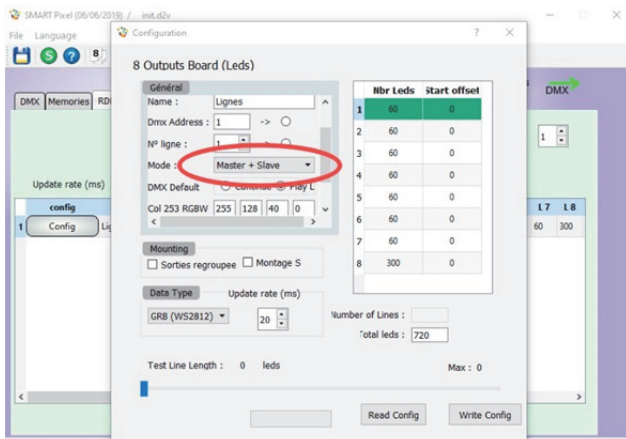 SMART Pixel (06/06/2019) / init.d2v
File Language
Configuration
8 Outputs Board (Leds)
Général
Name : Lignes
Dmx Address : 1 ->
N° ligne : 1 ->
Mode : Master + Slave
DMX Default Continue Play L
Col 253 RGBW 255 128 40 0
Mounting
Sorties regroupee Montage S
Data Type Update rate (ms)
GRB (WS2812) 20
Nbr Leds Start offset
1 60 0
2 60 0
3 60 0
4 60 0
5 60 0
6 60 0
7 60 0
8 300 0
Number of Lines :
Total leds : 720
Test Line Length : 0 leds Max : 0
Read Config Write Config
S ? 8
DMX Memories RD
DMX
1
Update rate (ms)
config L 7 L 8
1 Config Lig 60 300